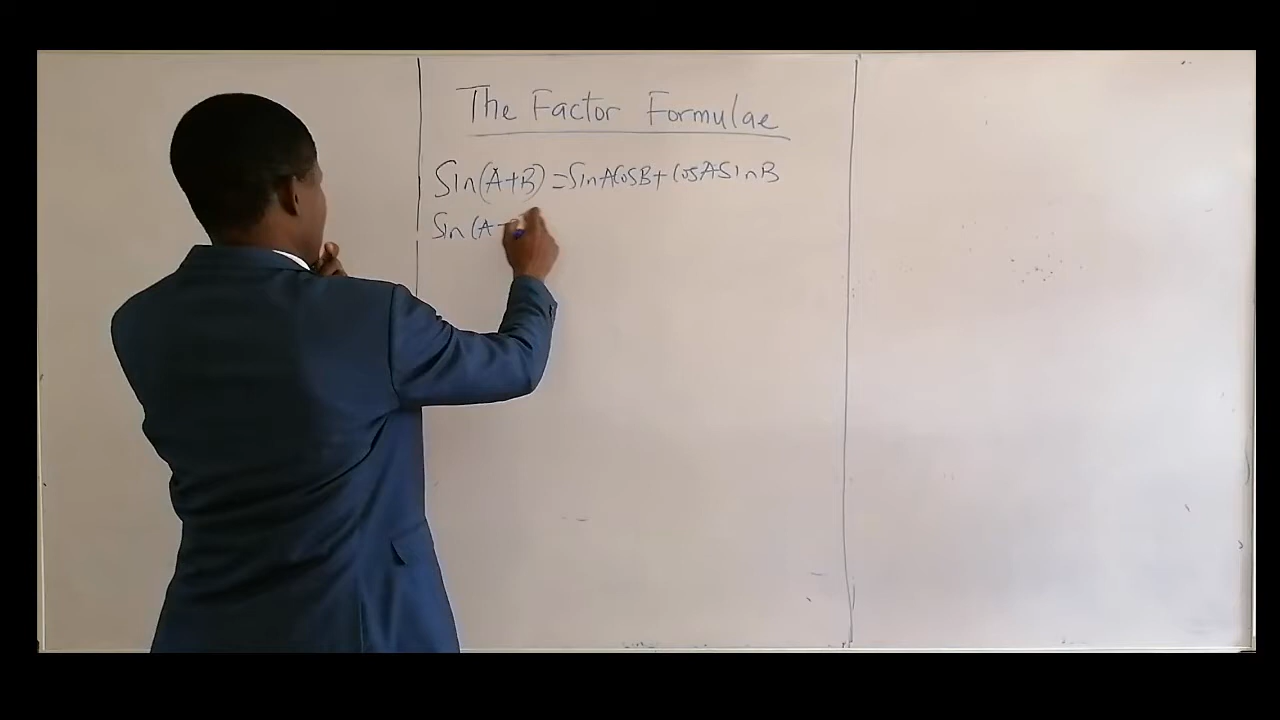 The Factor Formulae
Sin(A+B) = SinACosB + CosASinB
Sin(A-